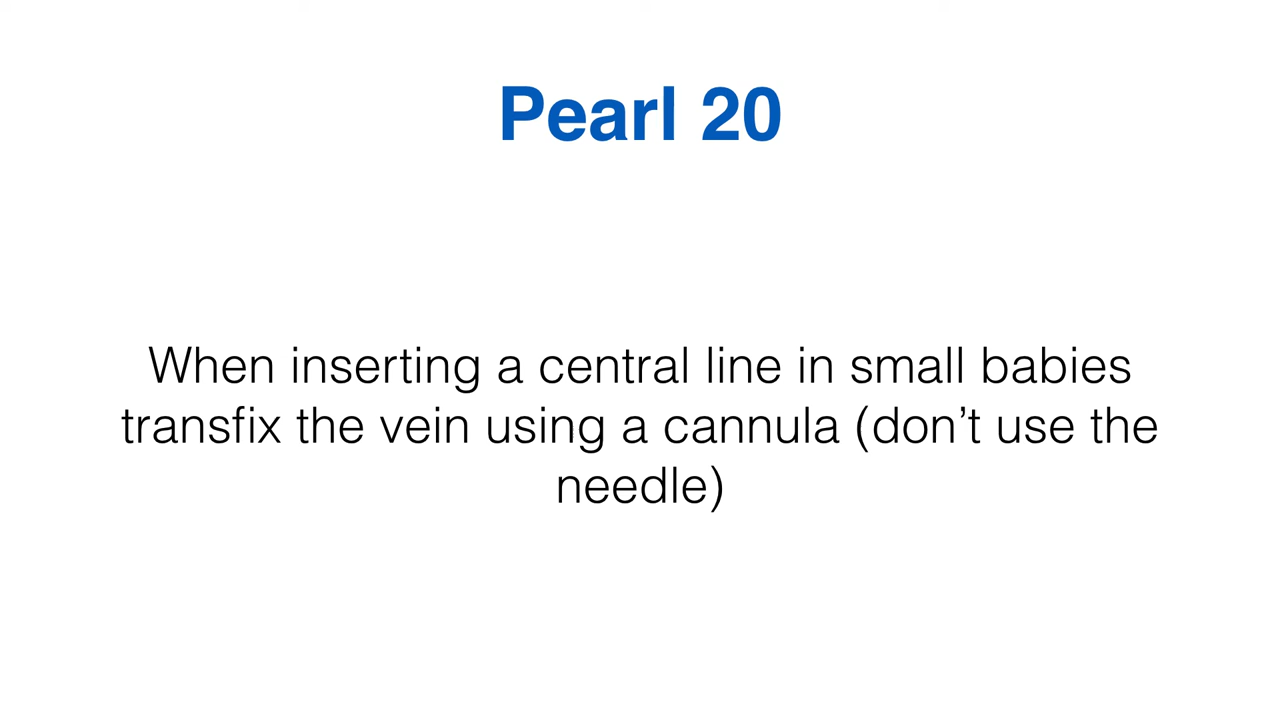 Pearl 20
When inserting a central line in small babies
transfix the vein using a cannula (don’t use the
needle)